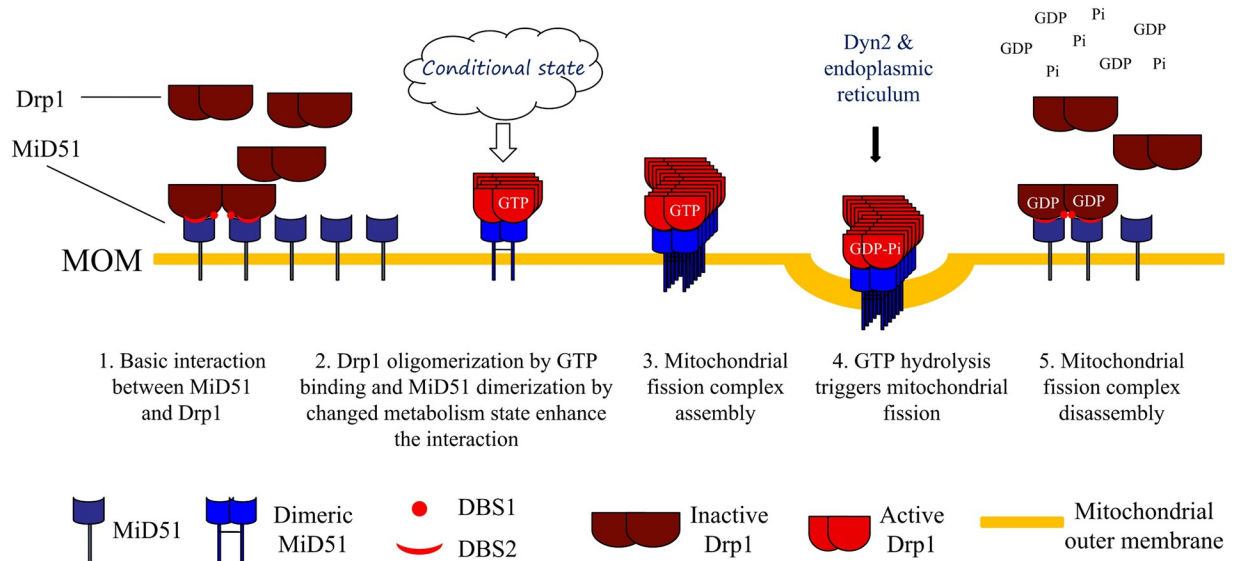 Drp1
MiD51
MOM
Conditional state
GTP
GTP
Dyn2 &
endoplasmic
reticulum
GDP-Pi
GDP
Pi
GDP
GDP
Pi
Pi
GDP
Pi
GDP
GDP
1. Basic interaction
between MiD51
and Drp1
2. Drp1 oligomerization by GTP
binding and MiD51 dimerization by
changed metabolism state enhance
the interaction
3. Mitochondrial
fission complex
assembly
4. GTP hydrolysis
triggers mitochondrial
fission
5. Mitochondrial
fission complex
disassembly
MiD51
Dimeric
MiD51
DBS1
DBS2
Inactive
Drp1
Active
Drp1
Mitochondrial
outer membrane